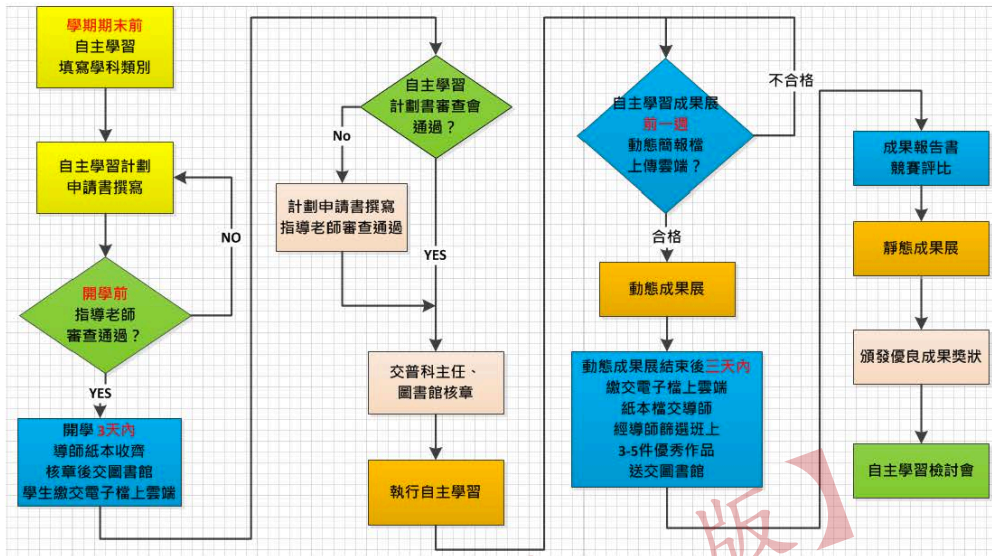 學期期末前
自主學習
填寫學科類別
自主學習計劃
申請書撰寫
NO
開學前
指導老師
審查通過？
YES
開學3天內
導師紙本收齊
核章後交圖書館
學生繳交電子檔上雲端
自主學習
計劃書審查會
通過？
No
計劃申請書撰寫
指導老師審查通過
YES
交普科主任、
圖書館核章
執行自主學習
自主學習成果展
前一週
動態簡報檔
上傳雲端？
不合格
合格
動態成果展
動態成果展結束後三天內
繳交電子檔上雲端
紙本檔交導師
經導師篩選班上
3-5件優秀作品
送交圖書館
成果報告書
競賽評比
靜態成果展
頒發優良成果獎狀
自主學習檢討會
版】